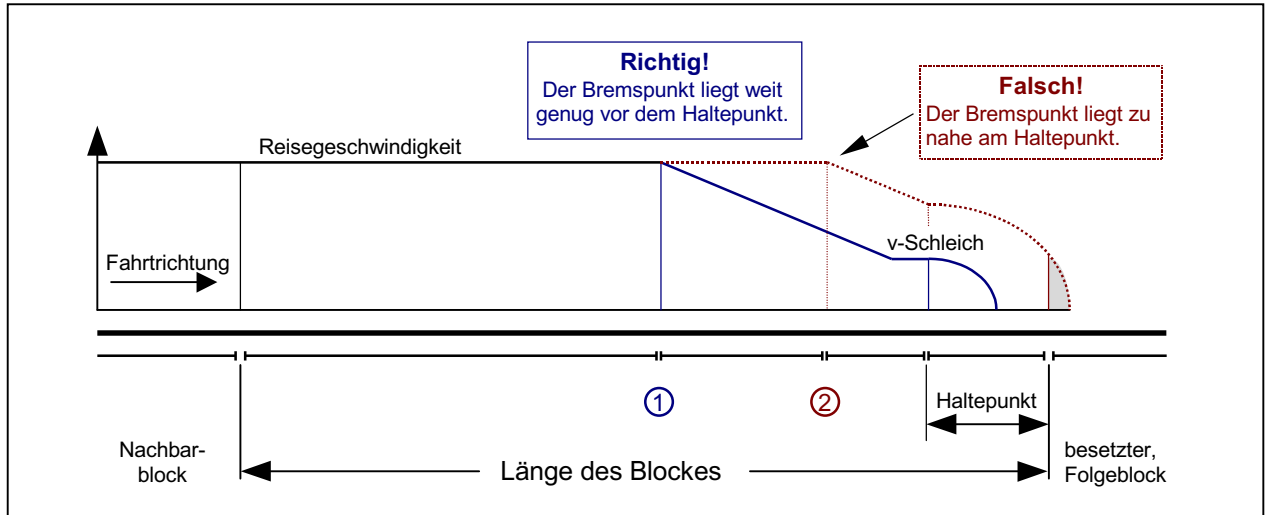 Richtig!
Der Bremspunkt liegt weit
genug vor dem Haltepunkt.
Falsch!
Der Bremspunkt liegt zu
nahe am Haltepunkt.
Reisegeschwindigkeit
v-Schleich
Fahrtrichtung
1
2
Haltepunkt
Nachbar-
block
Länge des Blockes
besetzter,
Folgeblock